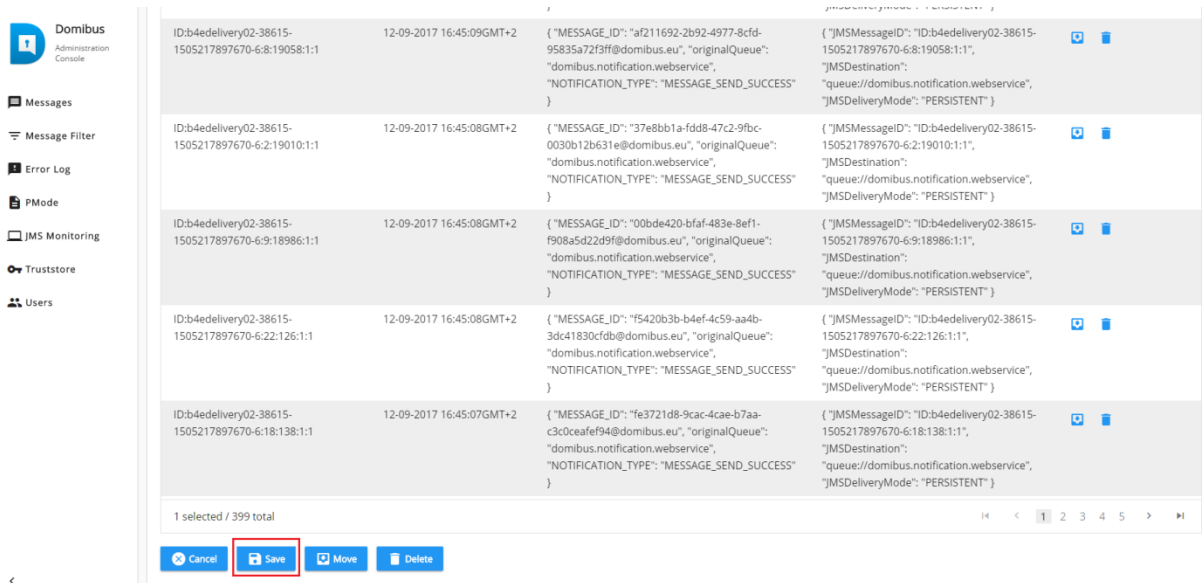 Domibus
Administration
Console
Messages
Message Filter
Error Log
PMode
JMS Monitoring
Truststore
Users
}
"JMSDeliveryMode": "PERSISTENT" }
ID:b4edelivery02-38615-
1505217897670-6:8:19058:1:1
12-09-2017 16:45:09GMT+2
{ "MESSAGE_ID": "af211692-2b92-4977-8cfd-
95835a72f3ff@domibus.eu", "originalQueue":
"domibus.notification.webservice",
"NOTIFICATION_TYPE": "MESSAGE_SEND_SUCCESS"
}
{ "JMSMessageID": "ID:b4edelivery02-38615-
1505217897670-6:8:19058:1:1",
"JMSDestination":
"queue://domibus.notification.webservice",
"JMSDeliveryMode": "PERSISTENT" }
ID:b4edelivery02-38615-
1505217897670-6:2:19010:1:1
12-09-2017 16:45:08GMT+2
{ "MESSAGE_ID": "37e8bb1a-fdd8-47c2-9fbc-
0030b12b631e@domibus.eu", "originalQueue":
"domibus.notification.webservice",
"NOTIFICATION_TYPE": "MESSAGE_SEND_SUCCESS"
}
{ "JMSMessageID": "ID:b4edelivery02-38615-
1505217897670-6:2:19010:1:1",
"JMSDestination":
"queue://domibus.notification.webservice",
"JMSDeliveryMode": "PERSISTENT" }
ID:b4edelivery02-38615-
1505217897670-6:9:18986:1:1
12-09-2017 16:45:08GMT+2
{ "MESSAGE_ID": "00bde420-bfaf-483e-8ef1-
f908a5d22d9f@domibus.eu", "originalQueue":
"domibus.notification.webservice",
"NOTIFICATION_TYPE": "MESSAGE_SEND_SUCCESS"
}
{ "JMSMessageID": "ID:b4edelivery02-38615-
1505217897670-6:9:18986:1:1",
"JMSDestination":
"queue://domibus.notification.webservice",
"JMSDeliveryMode": "PERSISTENT" }
ID:b4edelivery02-38615-
1505217897670-6:22:126:1:1
12-09-2017 16:45:08GMT+2
{ "MESSAGE_ID": "f5420b3b-b4ef-4c59-aa4b-
3dc41830cfdb@domibus.eu", "originalQueue":
"domibus.notification.webservice",
"NOTIFICATION_TYPE": "MESSAGE_SEND_SUCCESS"
}
{ "JMSMessageID": "ID:b4edelivery02-38615-
1505217897670-6:22:126:1:1",
"JMSDestination":
"queue://domibus.notification.webservice",
"JMSDeliveryMode": "PERSISTENT" }
ID:b4edelivery02-38615-
1505217897670-6:18:138:1:1
12-09-2017 16:45:07GMT+2
{ "MESSAGE_ID": "fe3721d8-9cac-4cae-b7aa-
c3c0ceafef94@domibus.eu", "originalQueue":
"domibus.notification.webservice",
"NOTIFICATION_TYPE": "MESSAGE_SEND_SUCCESS"
}
{ "JMSMessageID": "ID:b4edelivery02-38615-
1505217897670-6:18:138:1:1",
"JMSDestination":
"queue://domibus.notification.webservice",
"JMSDeliveryMode": "PERSISTENT" }
1 selected / 399 total
1 2 3 4 5
Cancel Save Move Delete